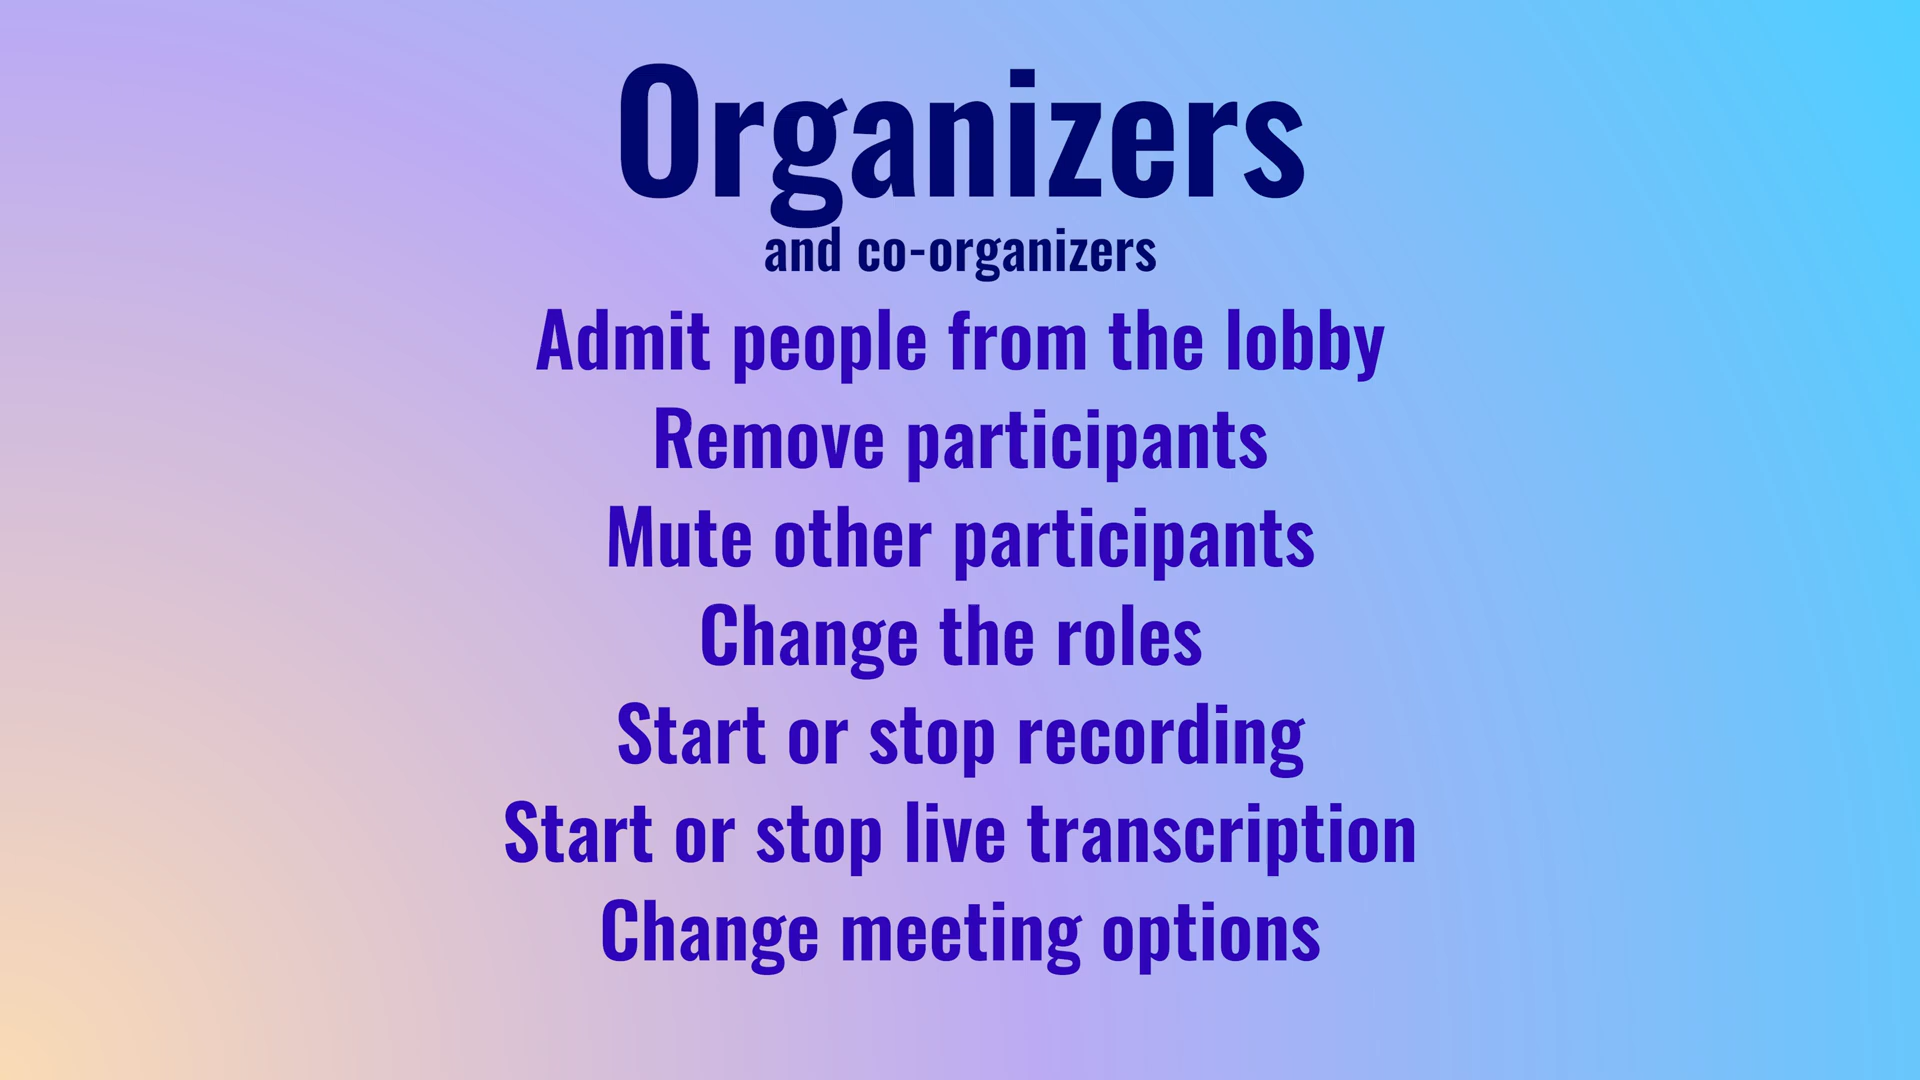 Organizers
and co-organizers
Admit people from the lobby
Remove participants
Mute other participants
Change the roles
Start or stop recording
Start or stop live transcription
Change meeting options